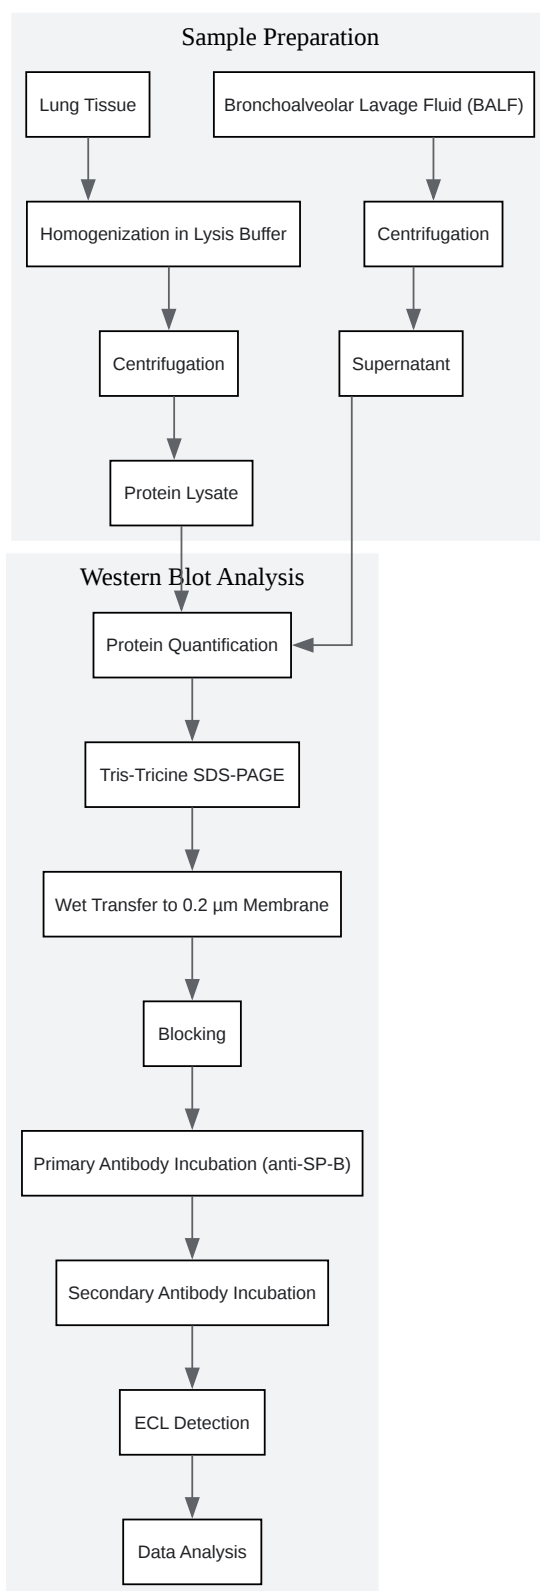 Sample Preparation
Lung Tissue
Bronchoalveolar Lavage Fluid (BALF)
Homogenization in Lysis Buffer
Centrifugation
Centrifugation
Supernatant
Protein Lysate
Western Blot Analysis
Protein Quantification
Tris-Tricine SDS-PAGE
Wet Transfer to 0.2 µm Membrane
Blocking
Primary Antibody Incubation (anti-SP-B)
Secondary Antibody Incubation
ECL Detection
Data Analysis